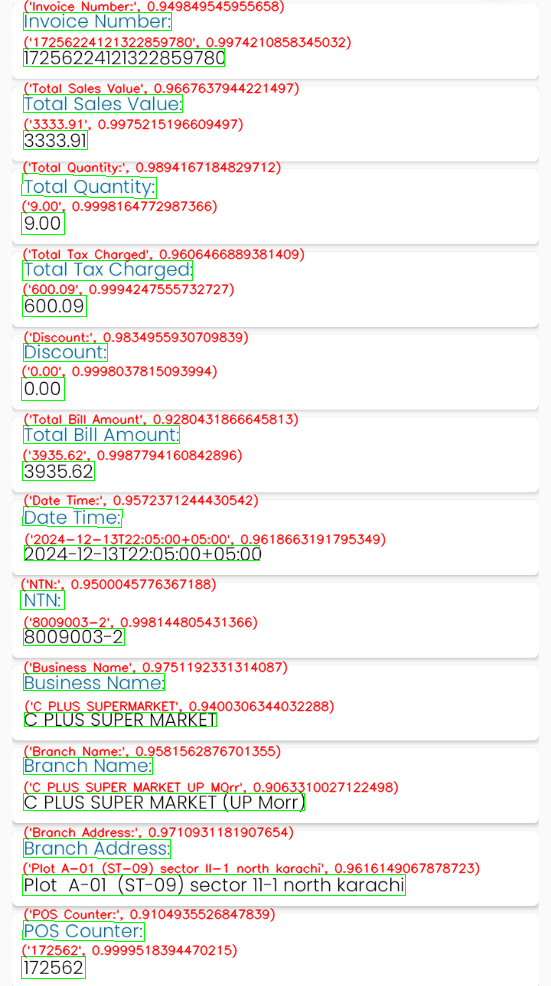 ('Invoice Number:', 0.949849545955658)
Invoice Number:
('17256224121322859780', 0.9974210858345032)
17256224121322859780
('Total Sales Value', 0.9667637944221497)
Total Sales Value:
('3333.91', 0.9975215196609497)
3333.91
('Total Quantity:', 0.9894167184829712)
Total Quantity:
('9.00', 0.9998164772987366)
9.00
('Total Tax Charged', 0.9606466889381409)
Total Tax Charged:
('600.09', 0.9994247555732727)
600.09
('Discount:', 0.9834955930709839)
Discount:
('0.00', 0.9998037815093994)
0.00
('Total Bill Amount', 0.9280431866645813)
Total Bill Amount:
('3935.62', 0.9987794160842896)
3935.62
('Date Time:', 0.9572371244430542)
Date Time:
('2024-12-13T22:05:00+05:00', 0.9618663191795349)
2024-12-13T22:05:00+05:00
('NTN:', 0.9500045776367188)
NTN:
('8009003-2', 0.998144805431366)
8009003-2
('Business Name', 0.9751192331314087)
Business Name:
('C PLUS SUPERMARKET', 0.9400306344032288)
C PLUS SUPER MARKET
('Branch Name:', 0.9581562876701355)
Branch Name:
('C PLUS SUPER MARKET UP MQrr', 0.9063310027122498)
C PLUS SUPER MARKET (UP Morr)
('Branch Address:', 0.9710931181907654)
Branch Address:
('Plot A-01 (ST-09) sector II-1 north karachi', 0.9616149067878723)
Plot A-01 (ST-09) sector 11-1 north karachi
('POS Counter:', 0.9104935526847839)
POS Counter:
('172562', 0.9999518394470215)
172562